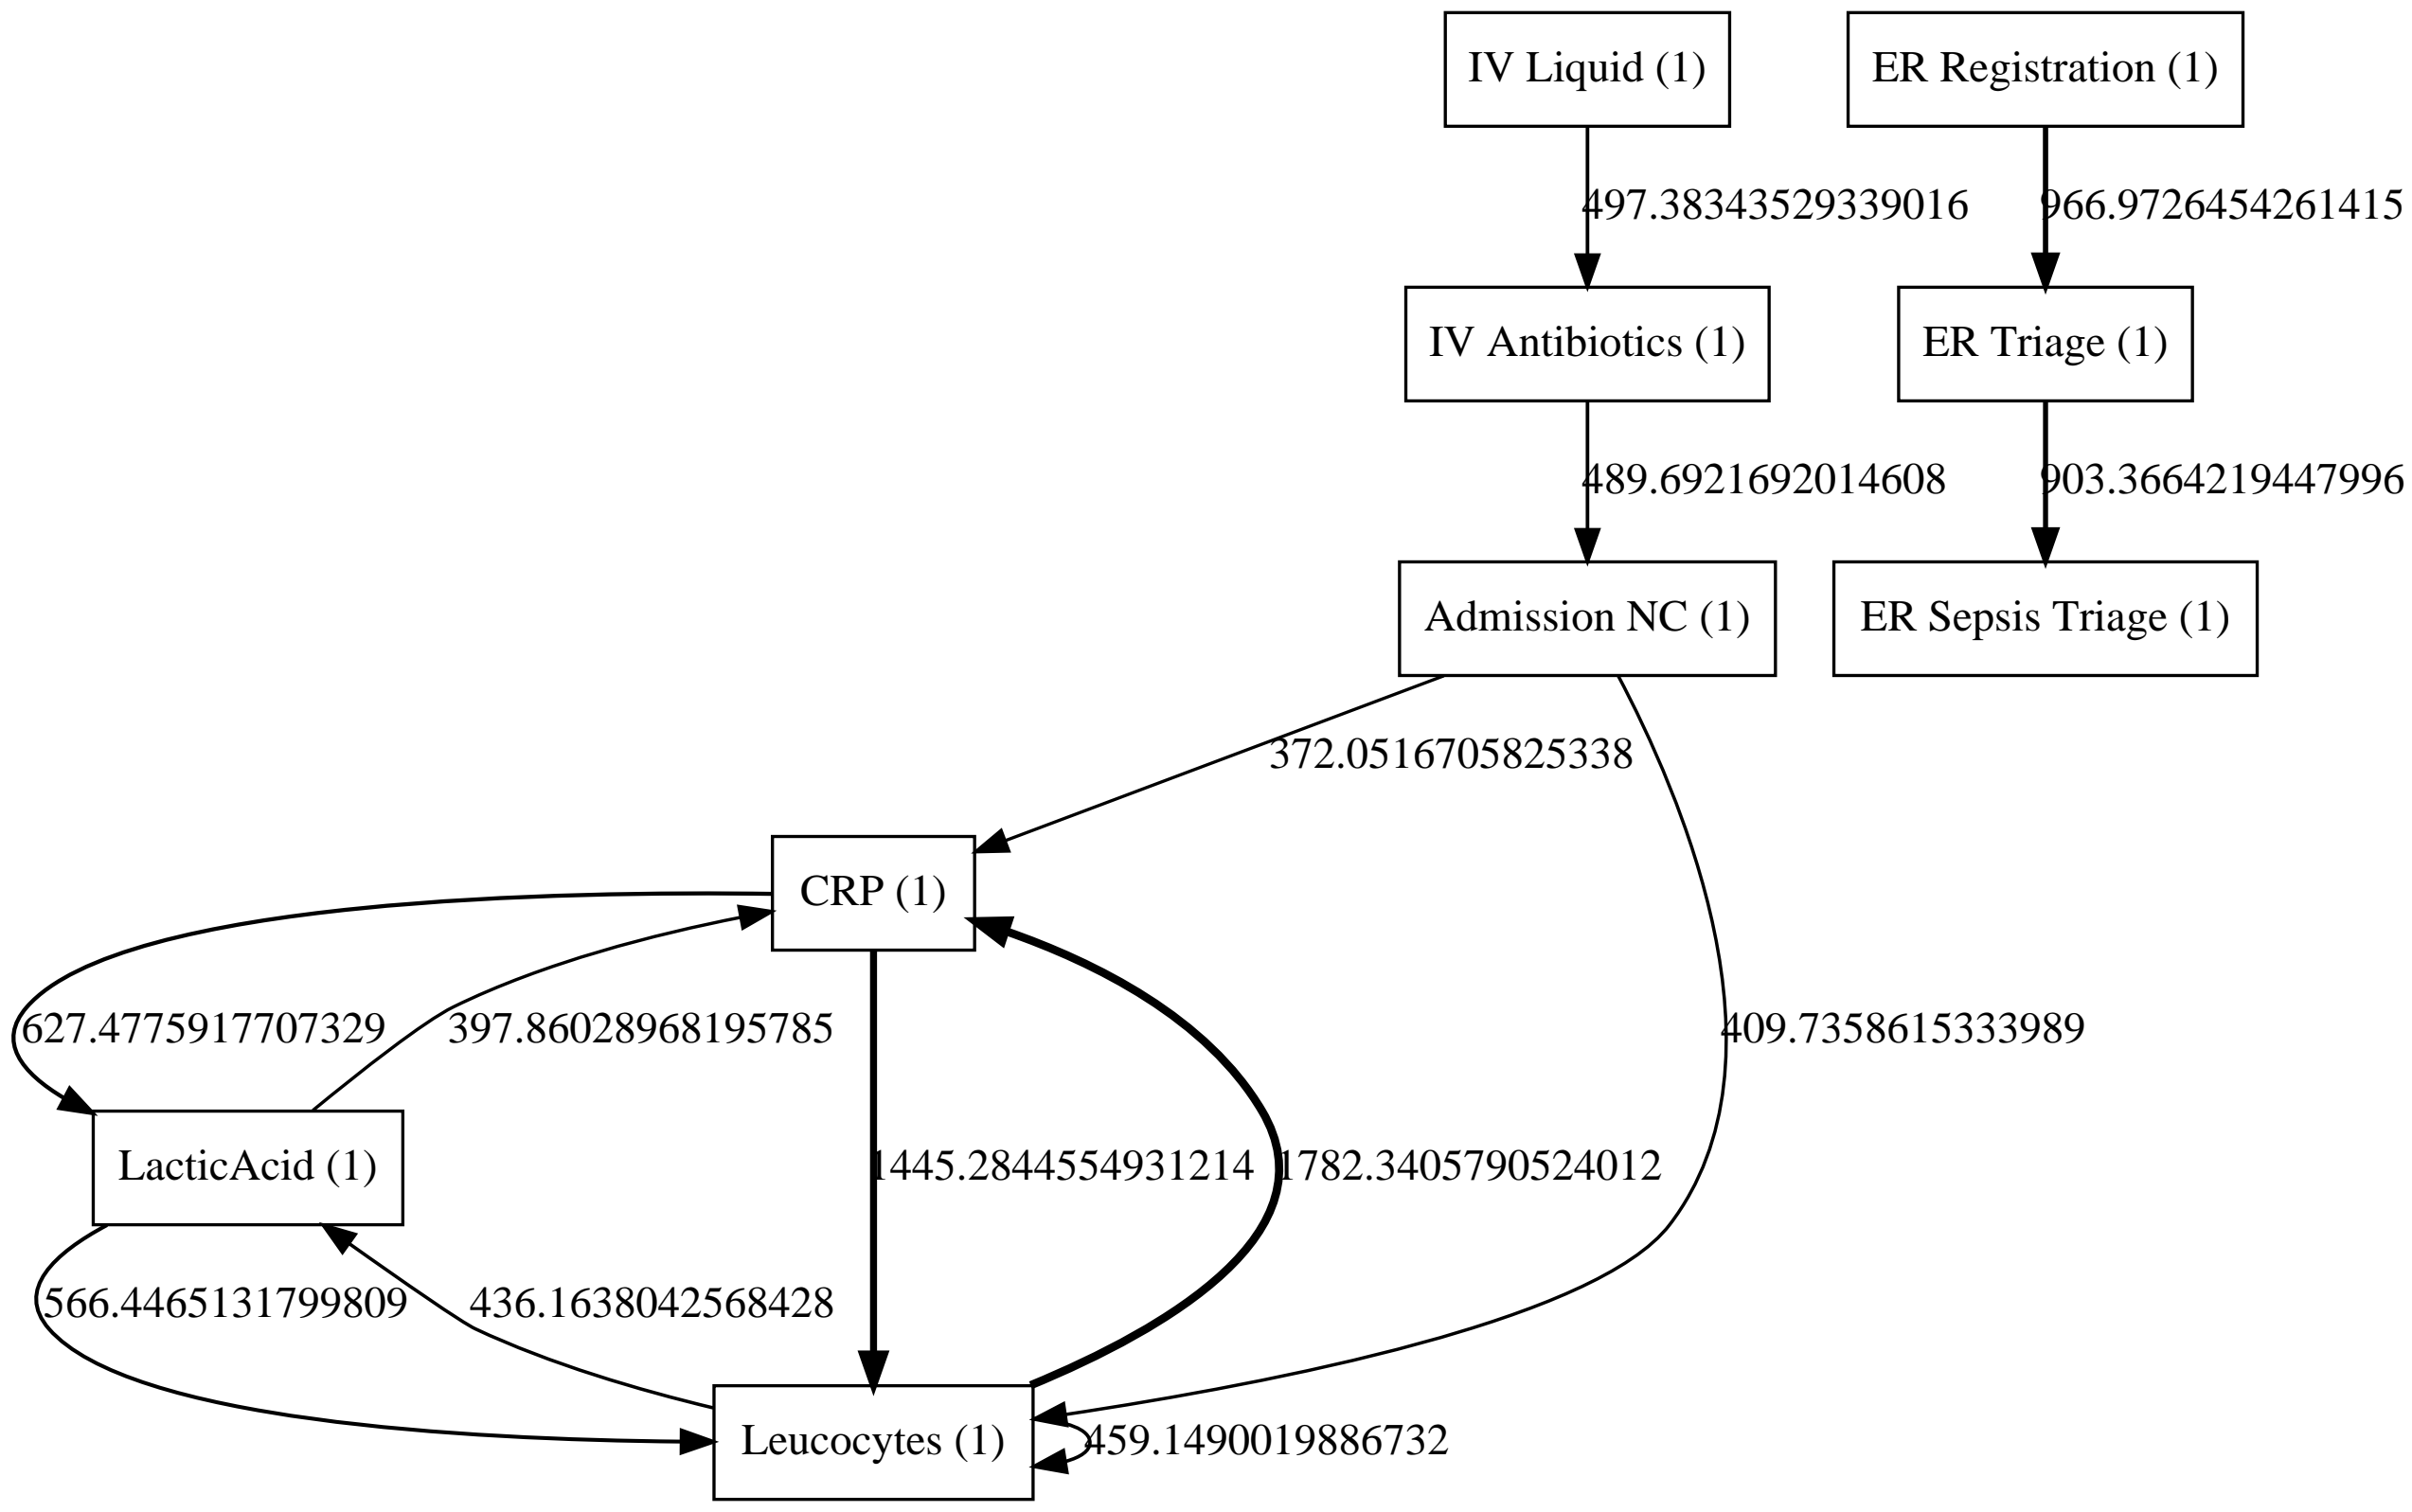 IV Liquid (1)
ER Registration (1)
497.38343529339016
966.9726454261415
IV Antibiotics (1)
ER Triage (1)
489.6921692014608
903.3664219447996
Admission NC (1)
ER Sepsis Triage (1)
372.0516705825338
CRP (1)
627.4775917707329
397.86028968195785
409.7358615333989
LacticAcid (1)
1445.2844554931214
1782.3405790524012
566.4465131799809
436.1638042568428
Leucocytes (1)
459.1490019886732